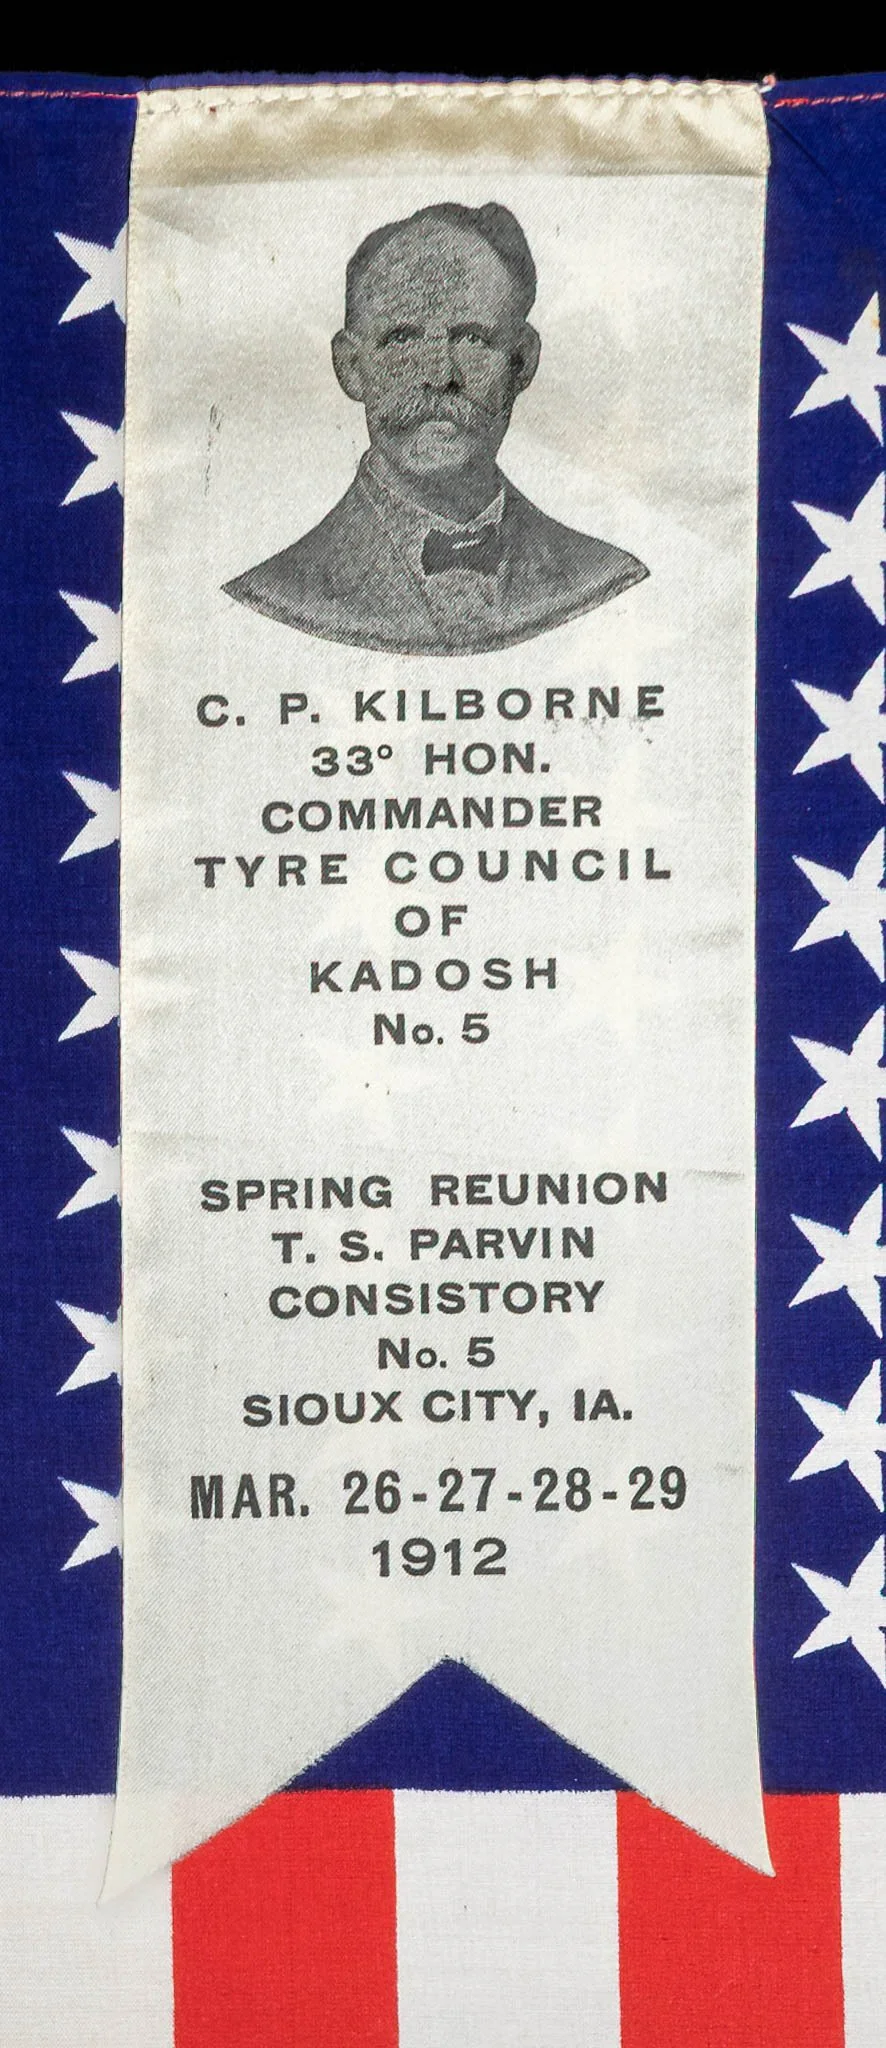 C. P. KILBORNE
33° HON.
COMMANDER
TYRE COUNCIL
OF
KADOSH
No. 5
SPRING REUNION
T. S. PARVIN
CONSISTORY
No. 5
SIOUX CITY, IA.
MAR. 26-27-28-29
1912